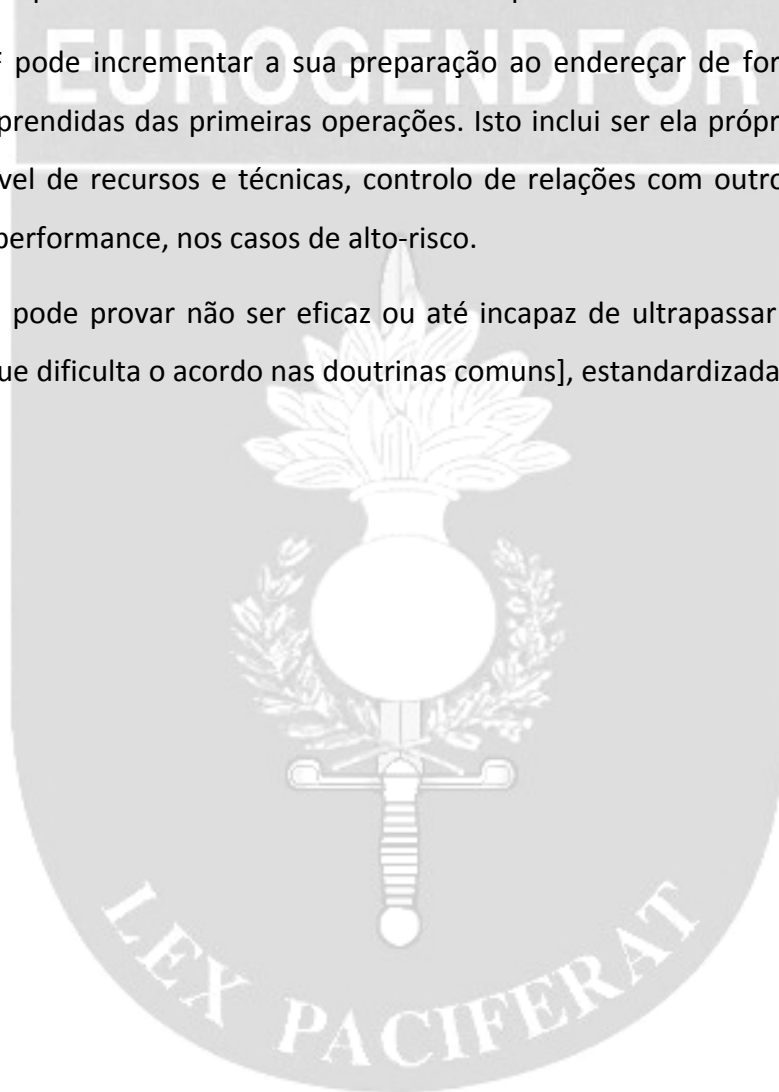 EUROGENDFOR
pode incrementar a sua preparação ao endereçar de for
prendidas das primeiras operações. Isto inclui ser ela própr
vel de recursos e técnicas, controlo de relações com outro
performance, nos casos de alto-risco.
pode provar não ser eficaz ou até incapaz de ultrapassar
ue dificulta o acordo nas doutrinas comuns], estandardizada
LEX PACIFERAT